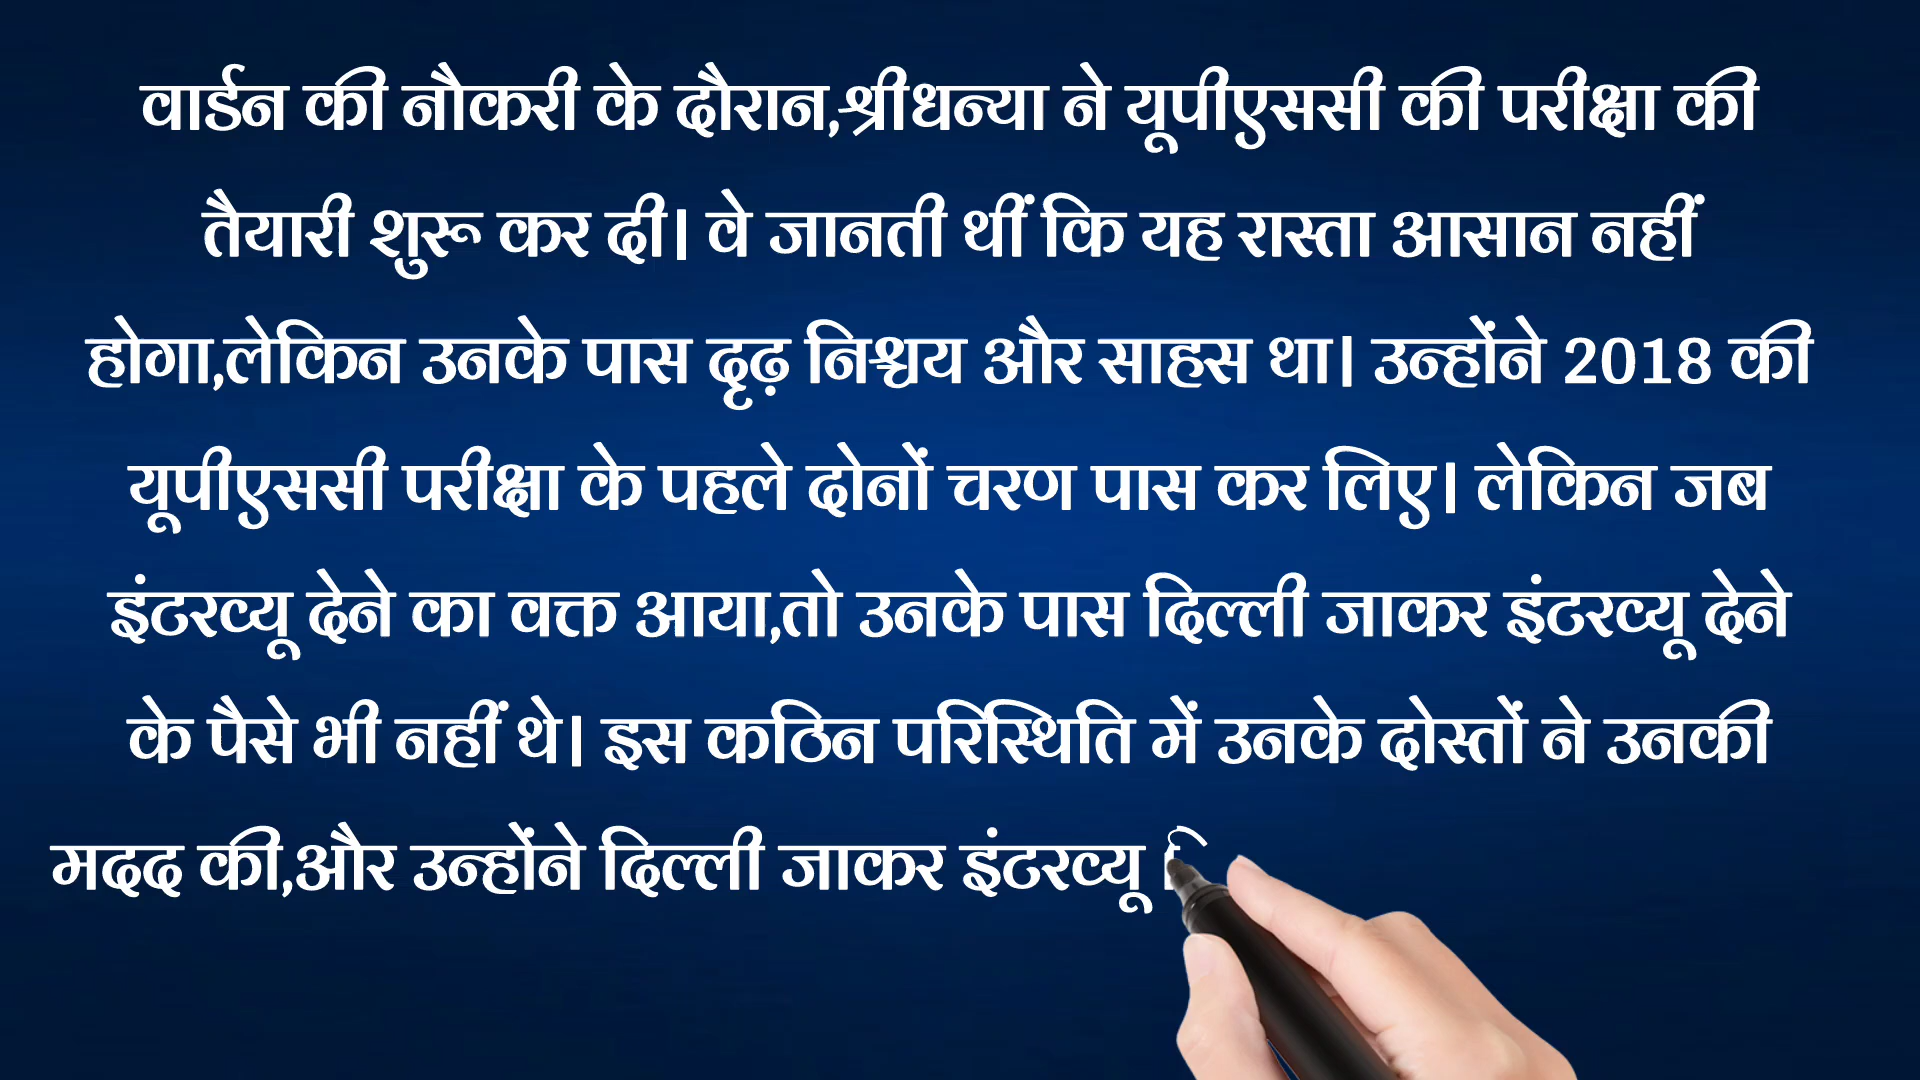 वार्डन की नौकरी के दौरान,श्रीधन्या ने यूपीएससी की परीक्षा की
तैयारी शुरू कर दी। वे जानती थीं कि यह रास्ता आसान नहीं
होगा,लेकिन उनके पास दृढ़ निश्चय और साहस था। उन्होंने 2018 की
यूपीएससी परीक्षा के पहले दोनों चरण पास कर लिए। लेकिन जब
इंटरव्यू देने का वक्त आया,तो उनके पास दिल्ली जाकर इंटरव्यू देने
के पैसे भी नहीं थे। इस कठिन परिस्थिति में उनके दोस्तों ने उनकी
मदद की,और उन्होंने दिल्ली जाकर इंटरव्यू